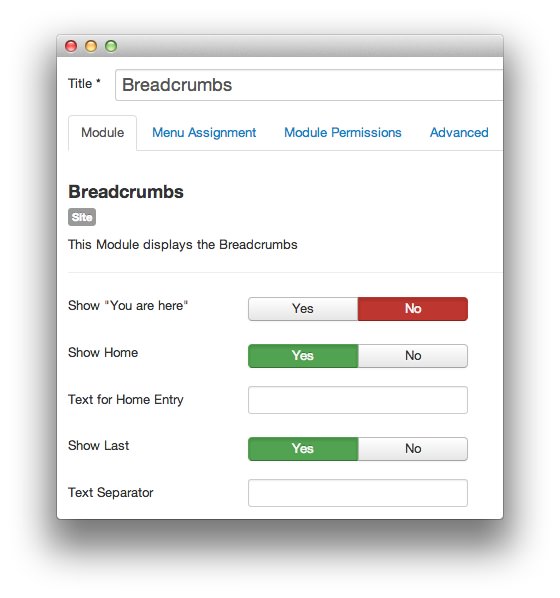 Title * Breadcrumbs
Module Menu Assignment Module Permissions Advanced
Breadcrumbs
Site
This Module displays the Breadcrumbs
Show "You are here" Yes No
Show Home Yes No
Text for Home Entry
Show Last Yes No
Text Separator